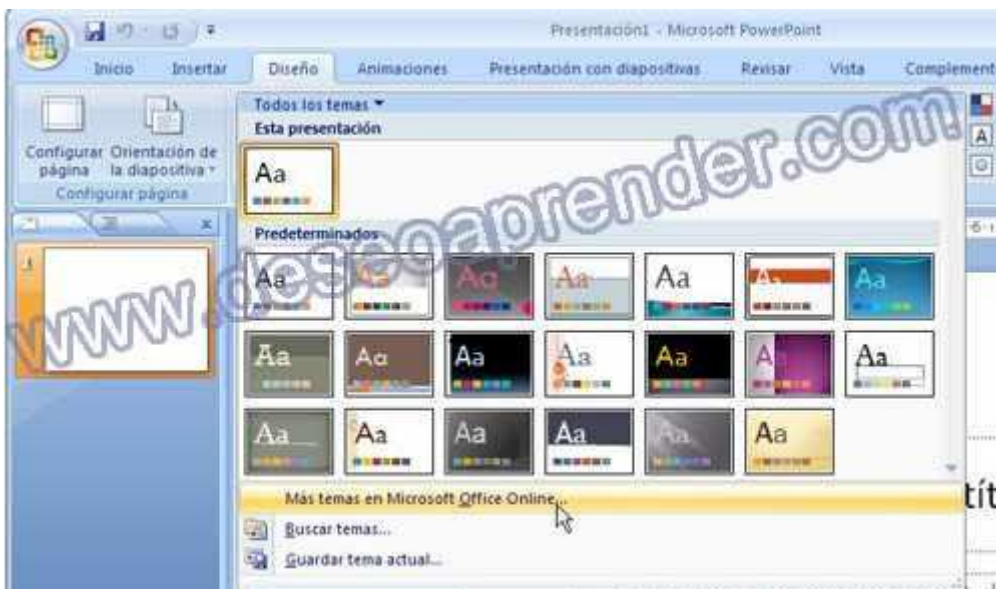 Presentación1 - Microsoft PowerPoint
Inicio Insertar Diseño Animaciones Presentación con diapositivas Revisar Vista Complement
Todos los temas
Esta presentación
Configurar página
Orientación de la diapositiva
Configurar página
Aa
Predeterminados
1
Aa Aa Aa Aa Aa Aa Aa
Aa Aa Aa Aa Aa Aa Aa
Aa Aa Aa Aa Aa Aa
www.deseoaprender.com
Más temas en Microsoft Office Online...
Buscar temas...
Guardar tema actual...
A
6
tít